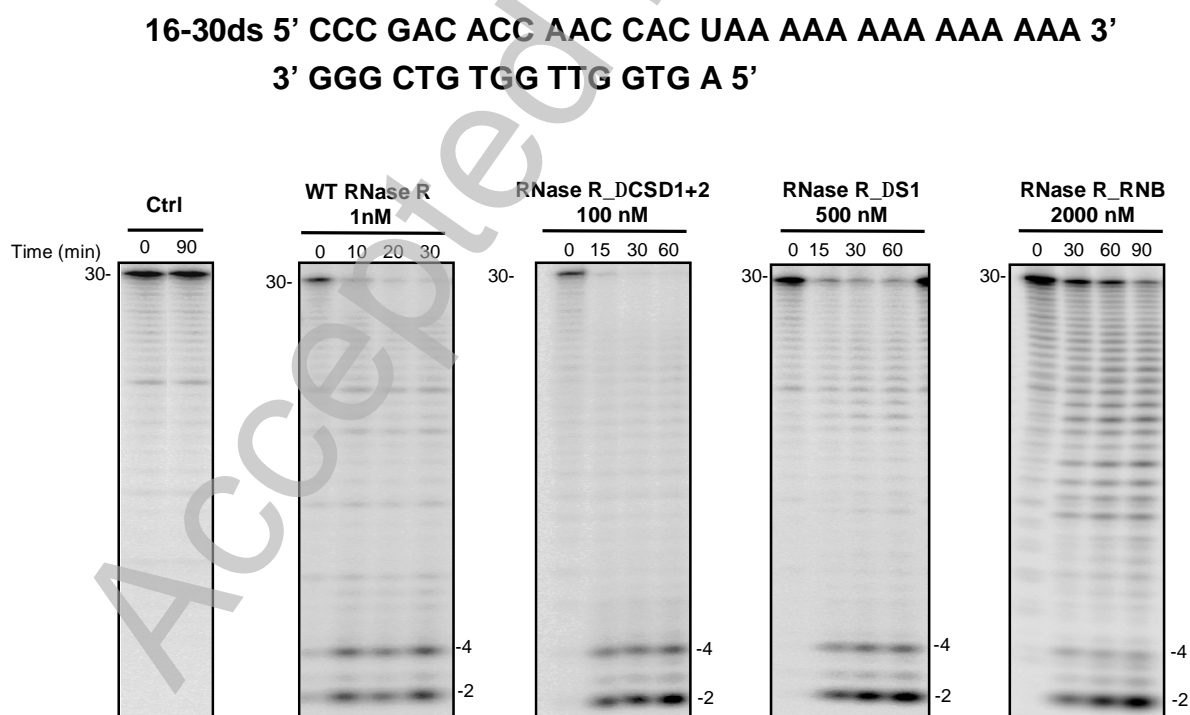 16-30ds 5’ CCC GAC ACC AAC CAC UAA AAA AAA AAA AAA 3’
3’ GGG CTG TGG TTG GTG A 5’
Ctrl
WT RNase R
1nM
RNase R_DCSD1+2
100 nM
RNase R_DS1
500 nM
RNase R_RNB
2000 nM
Time (min) 0 90 0 10 20 30 0 15 30 60 0 15 30 60 0 30 60 90
30- 30- 30- 30- 30-
-4 -4 -4 -4
-2 -2 -2 -2
Accepted